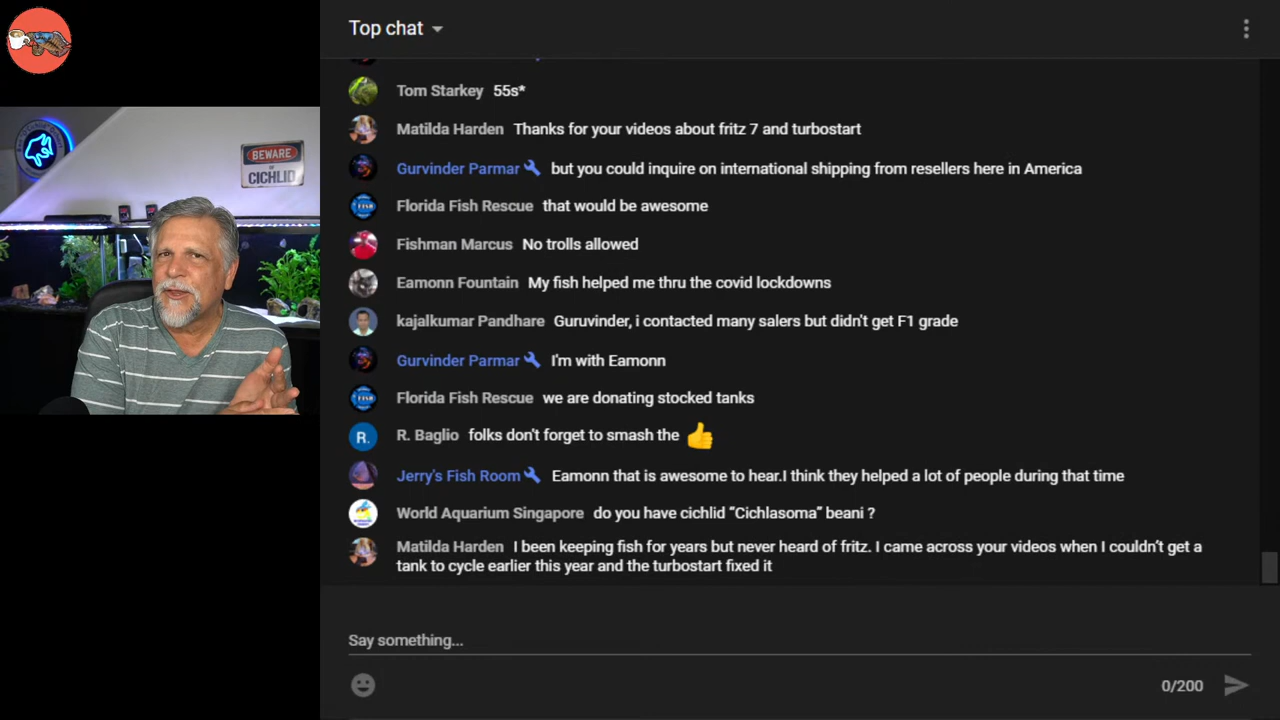 Top chat
Tom Starkey 55s*
Matilda Harden Thanks for your videos about fritz 7 and turbostart
Gurvinder Parmar but you could inquire on international shipping from resellers here in America
Florida Fish Rescue that would be awesome
Fishman Marcus No trolls allowed
Eamonn Fountain My fish helped me thru the covid lockdowns
kajalkumar Pandhare Guruvinder, i contacted many salers but didn't get F1 grade
Gurvinder Parmar I'm with Eamonn
Florida Fish Rescue we are donating stocked tanks
R. R. Baglio folks don't forget to smash the 👍
Jerry's Fish Room Eamonn that is awesome to hear.I think they helped a lot of people during that time
World Aquarium Singapore do you have cichlid “Cichlasoma” beani ?
Matilda Harden I been keeping fish for years but never heard of fritz. I came across your videos when I couldn't get a
tank to cycle earlier this year and the turbostart fixed it
Say something...
0/200
BEWARE
OF
CICHLID